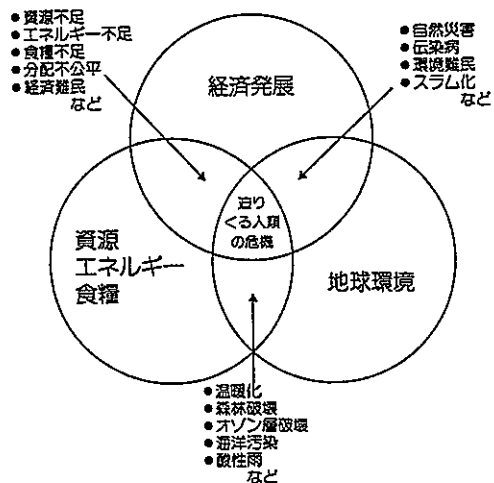 ●資源不足
●エネルギー不足
●食糧不足
●分配不公平
●経済難民
など
●自然災害
●伝染病
●環境難民
●スラム化
など
経済発展
迫り
くる人類
の危機
資源
エネルギー
食糧
地球環境
●温暖化
●森林破壊
●オゾン層破壊
●海洋汚染
●酸性雨
など